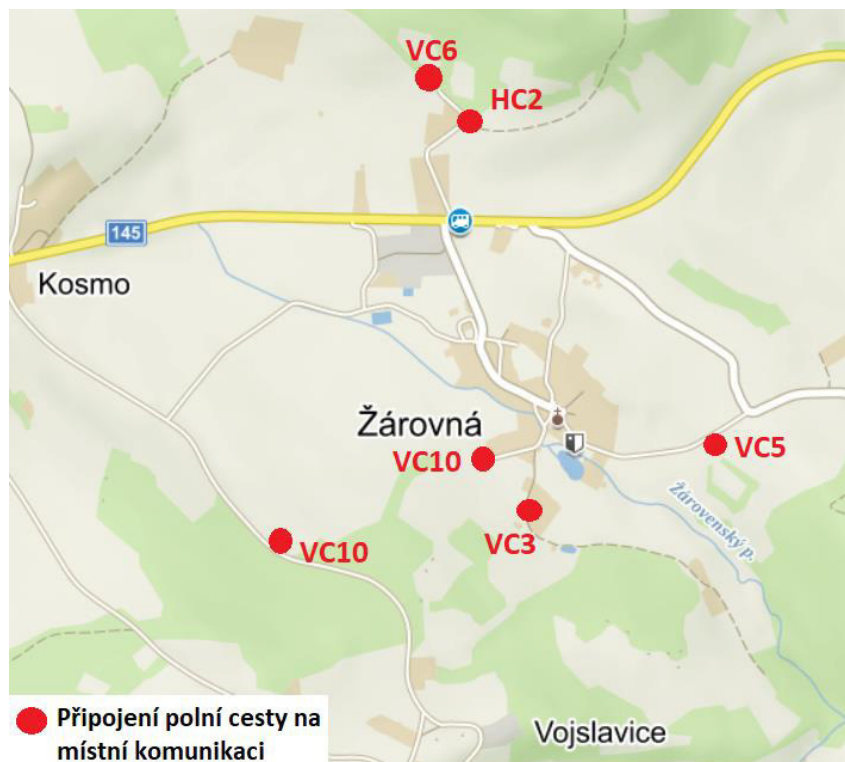 VC6
HC2
145
Kosmo
Žárovná
VC10
VC5
Žárovenský p.
VC3
VC10
Vojslavice
Připojení polní cesty na
místní komunikaci